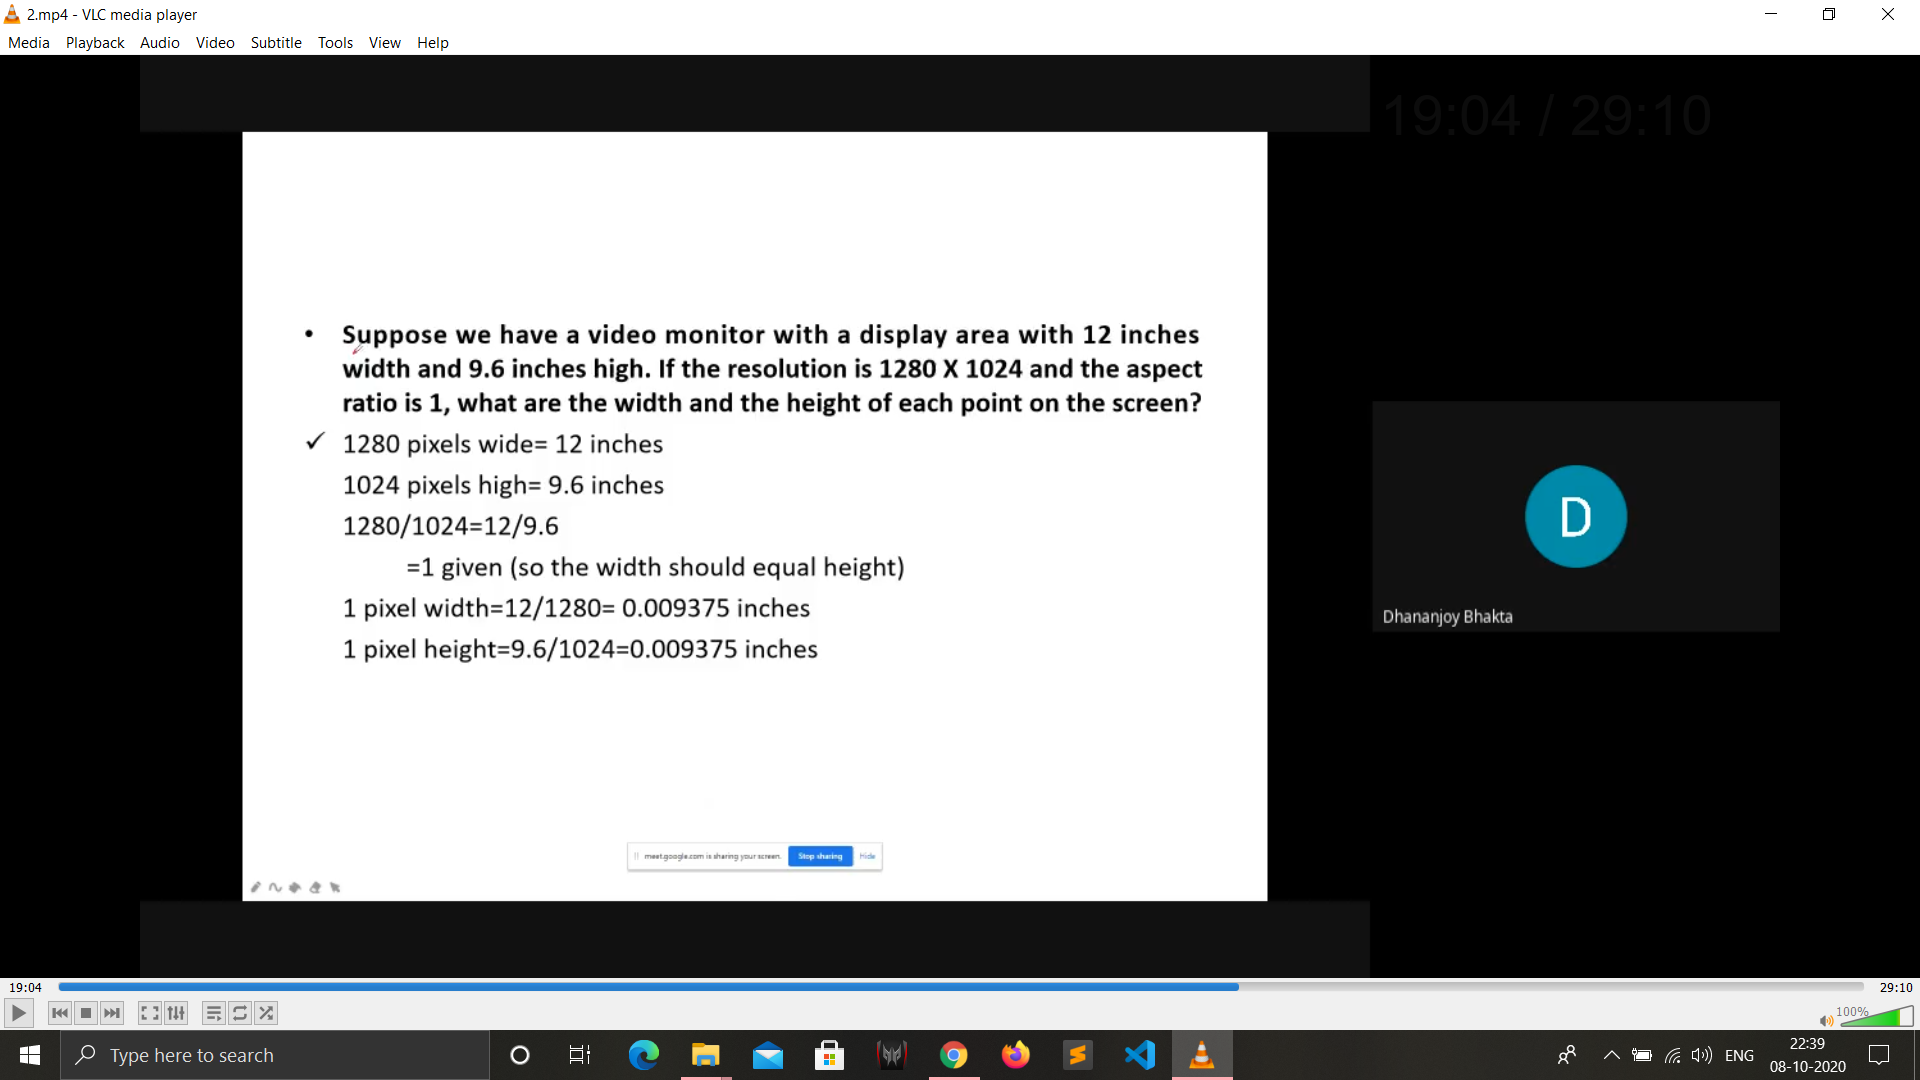 2.mp4 - VLC media player
Media Playback Audio Video Subtitle Tools View Help
19:04 / 29:10
• Suppose we have a video monitor with a display area with 12 inches
width and 9.6 inches high. If the resolution is 1280 X 1024 and the aspect
ratio is 1, what are the width and the height of each point on the screen?
✓ 1280 pixels wide= 12 inches
1024 pixels high= 9.6 inches
1280/1024=12/9.6
=1 given (so the width should equal height)
1 pixel width=12/1280= 0.009375 inches
1 pixel height=9.6/1024=0.009375 inches
D
Dhananjoy Bhakta
meet.google.com is sharing your screen. Stop sharing Hide
19:04 29:10
100%
Type here to search
ENG
22:39
08-10-2020